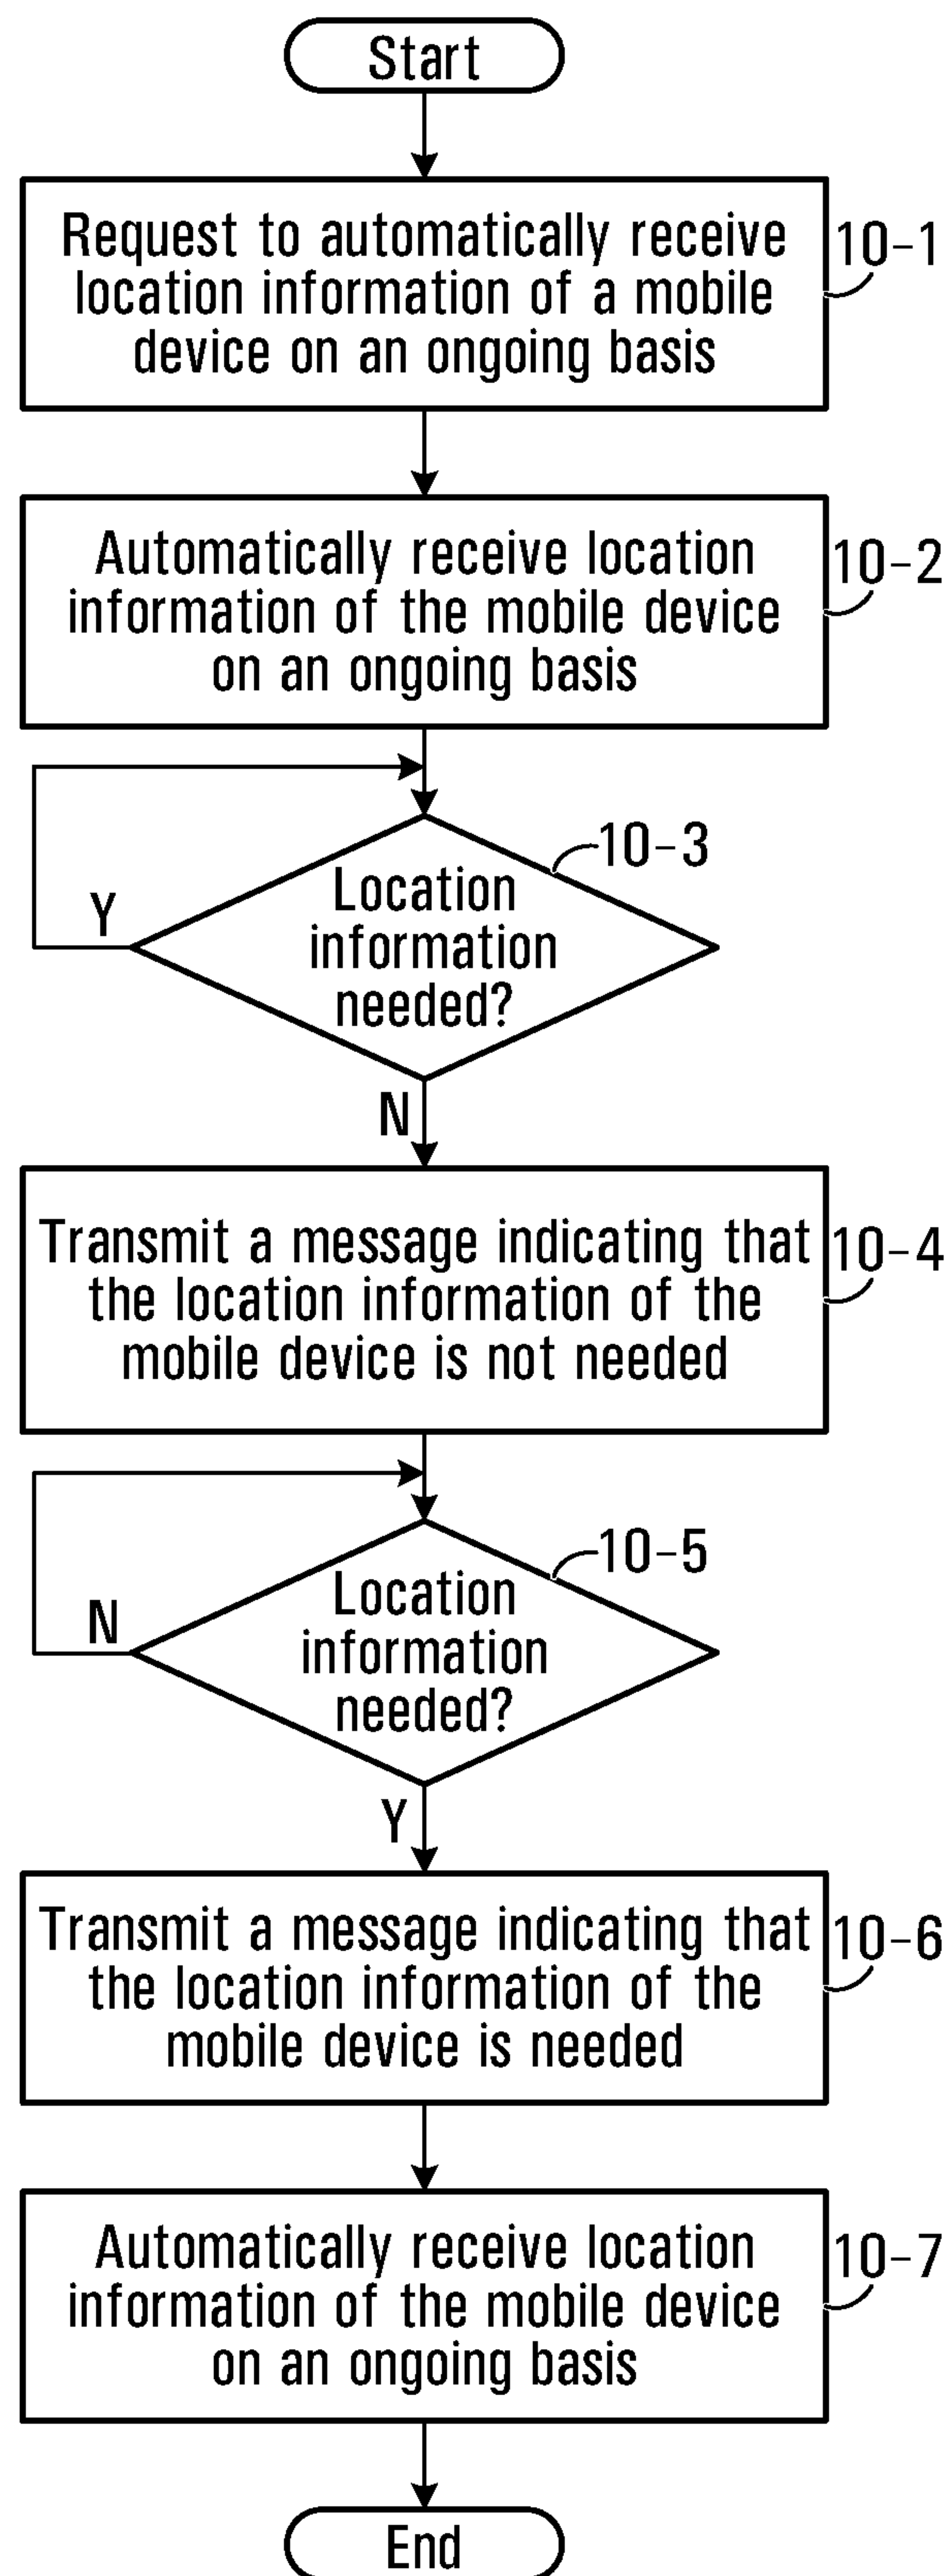 Start
Request to automatically receive
location information of a mobile
device on an ongoing basis
10-1
Automatically receive location
information of the mobile device
on an ongoing basis
10-2
10-3
Location
information
needed?
Y
N
Transmit a message indicating that
the location information of the
mobile device is not needed
10-4
10-5
Location
information
needed?
N
Y
Transmit a message indicating that
the location information of the
mobile device is needed
10-6
Automatically receive location
information of the mobile device
on an ongoing basis
10-7
End